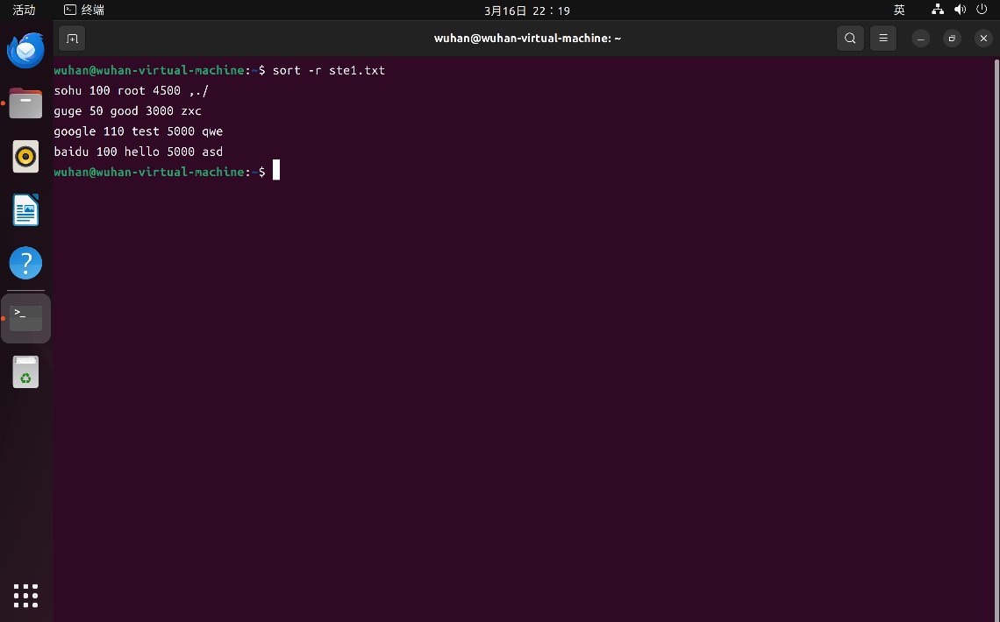 活动 终端 3月16日 22：19 英
wuhan@wuhan-virtual-machine: ~
wuhan@wuhan-virtual-machine:~$ sort -r ste1.txt
sohu 100 root 4500 ,./
guge 50 good 3000 zxc
google 110 test 5000 qwe
baidu 100 hello 5000 asd
wuhan@wuhan-virtual-machine:~$